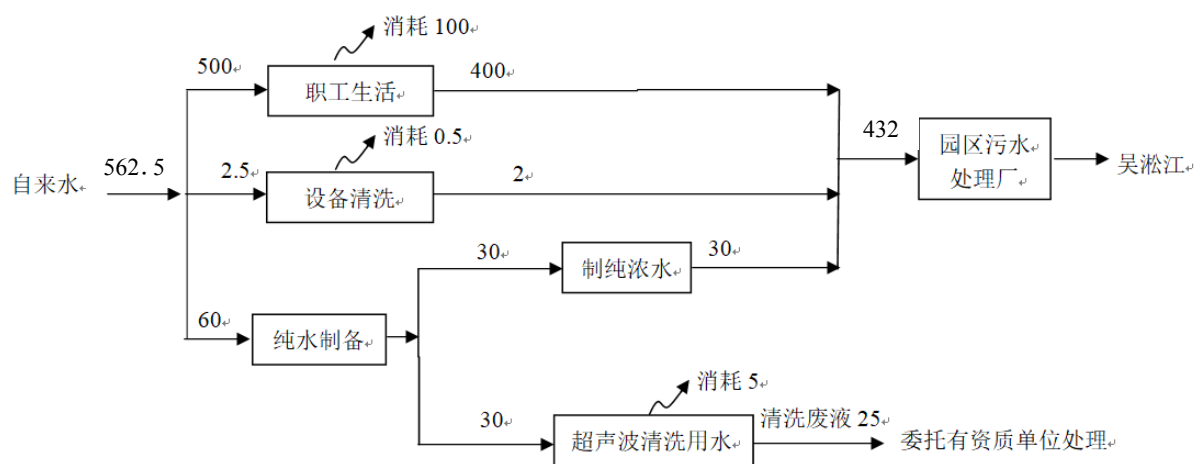 消耗 100
500
职工生活
400
消耗 0.5
432
园区污水
处理厂
吴淞江
自来水
562.5
2.5
设备清洗
2
30
制纯浓水
30
60
纯水制备
消耗 5
30
超声波清洗用水
清洗废液 25
委托有资质单位处理